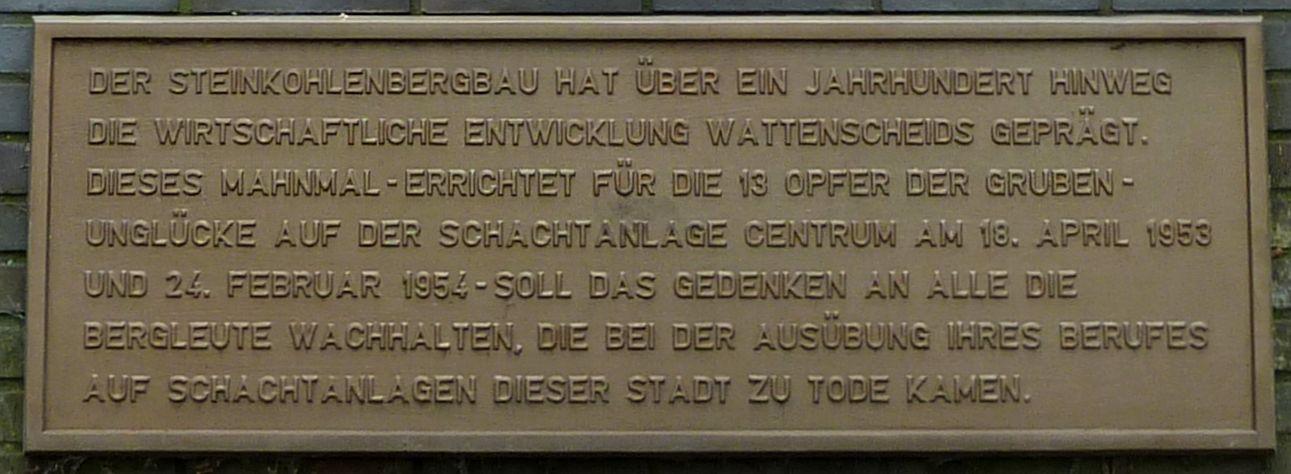 DER STEINKOHLENBERGBAU HAT ÜBER EIN JAHRHUNDERT HINWEG
DIE WIRTSCHAFTLICHE ENTWICKLUNG WATTENSCHEIDS GEPRÄGT.
DIESES MAHNMAL-ERRICHTET FÜR DIE 13 OPFER DER GRUBEN-
UNGLÜCKE AUF DER SCHACHTANLAGE CENTRUM AM 18. APRIL 1953
UND 24. FEBRUAR 1954-SOLL DAS GEDENKEN AN ALLE DIE
BERGLEUTE WACHHALTEN, DIE BEI DER AUSÜBUNG IHRES BERUFES
AUF SCHACHTANLAGEN DIESER STADT ZU TODE KAMEN.